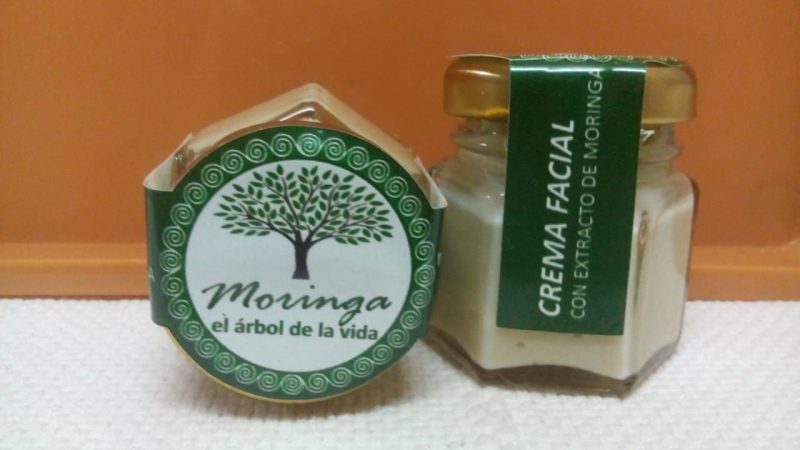 Moringa
el árbol de la vida
CREMA FACIAL
CON EXTRACTO DE MORINGA